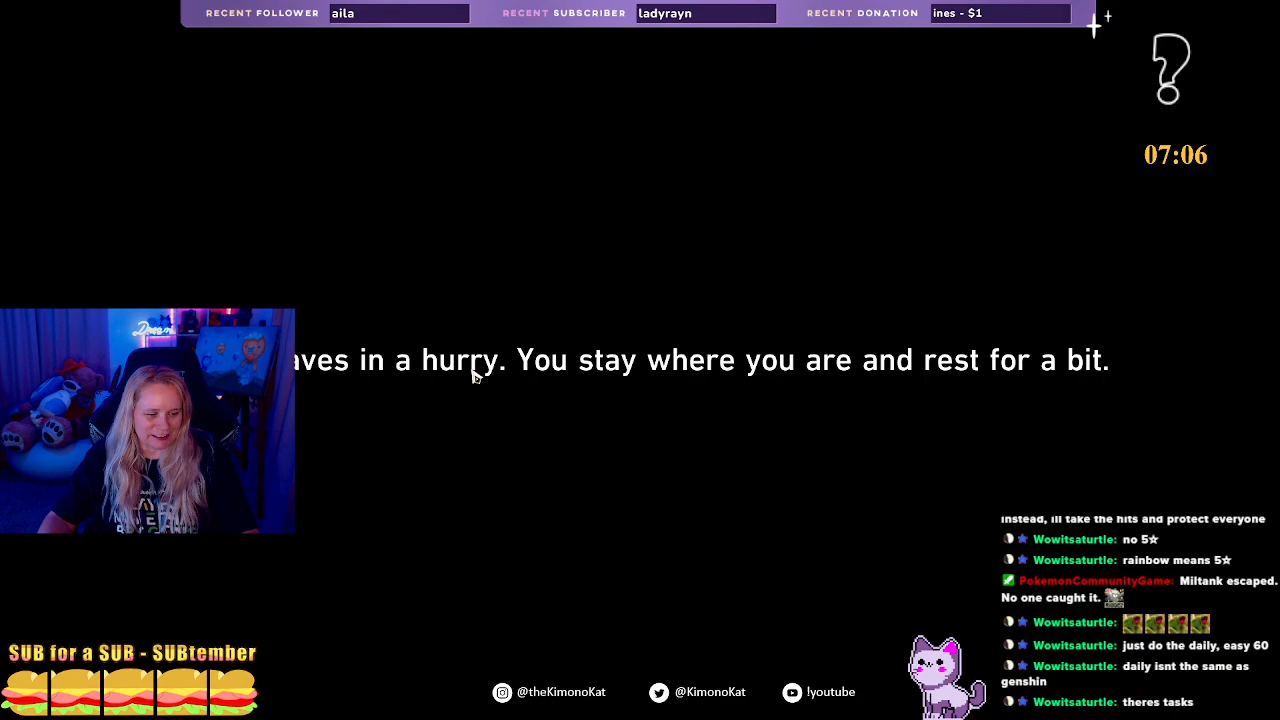 RECENT FOLLOWER aila RECENT SUBSCRIBER ladyrayn RECENT DONATION ines - $1
07:06
aves in a hurry. You stay where you are and rest for a bit.
instead, ill take the hits and protect everyone
Wowitsaturtle: no 5☆
Wowitsaturtle: rainbow means 5☆
PokemonCommunityGame: Miltank escaped.
No one caught it.
Wowitsaturtle:
Wowitsaturtle: just do the daily, easy 60
Wowitsaturtle: daily isnt the same as
genshin
Wowitsaturtle: theres tasks
SUB for a SUB - SUBtember
@theKimonoKat @KimonoKat lyoutube